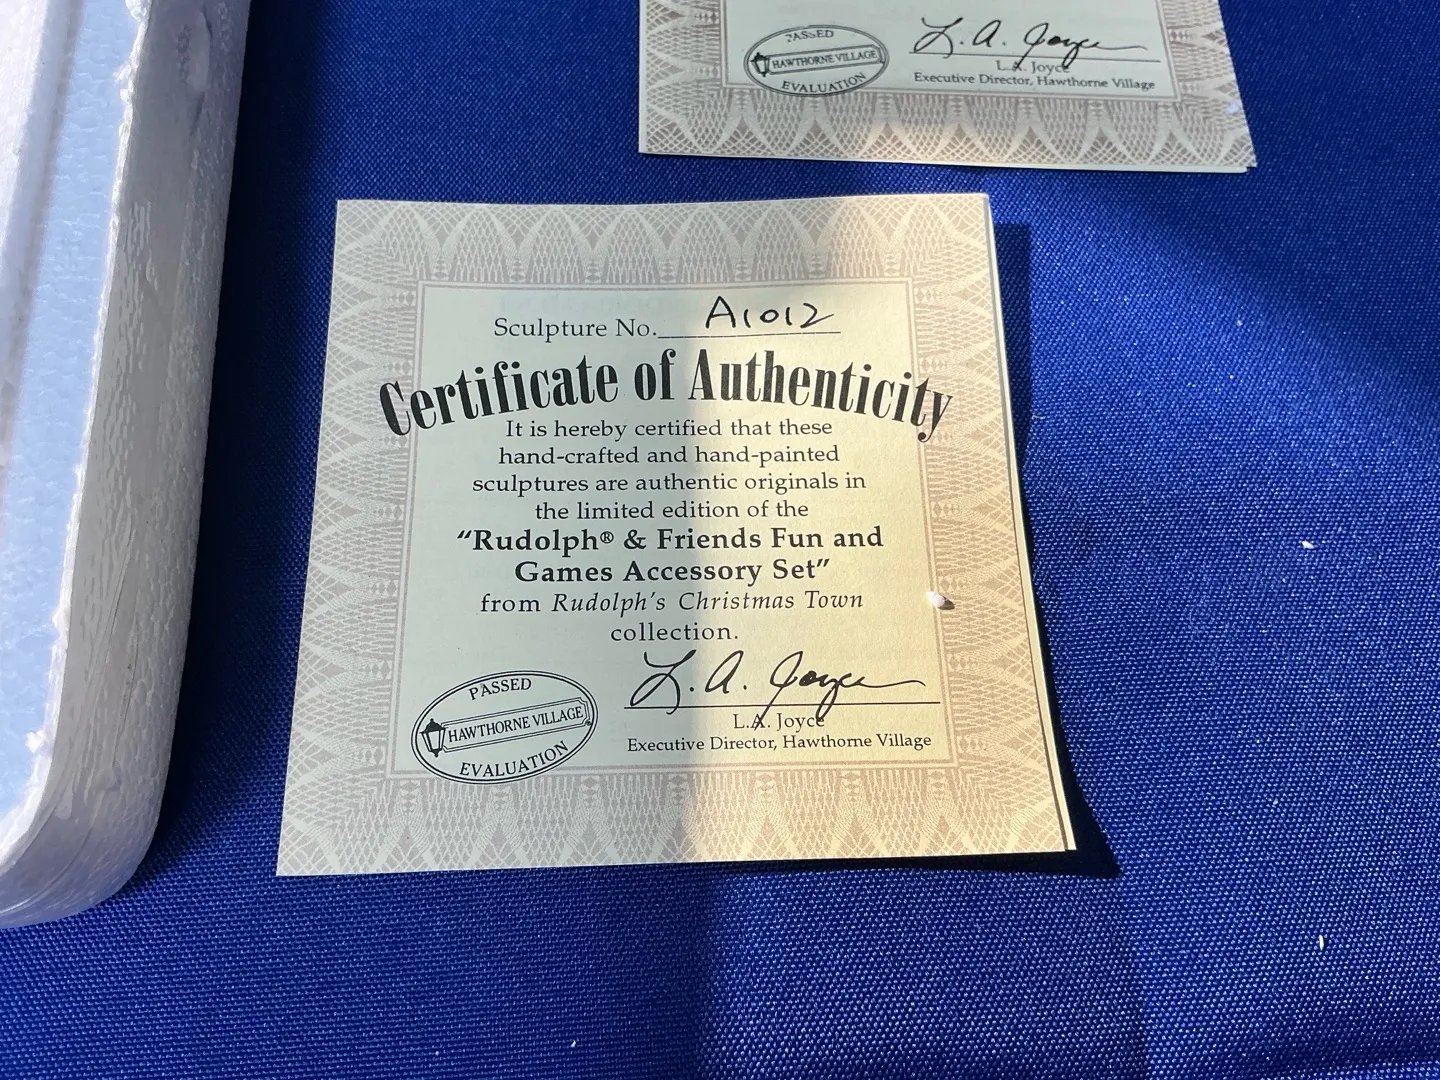 PASSED
HAWTHORNE VILLAGE
EVALUATION
L. A. Joyce
L.A. Joyce
Executive Director, Hawthorne Village
Sculpture No. A1012
Certificate of Authenticity
It is hereby certified that these
hand-crafted and hand-painted
sculptures are authentic originals in
the limited edition of the
“Rudolph® & Friends Fun and
Games Accessory Set”
from Rudolph's Christmas Town
collection.
L. A. Joyce
L.A. Joyce
Executive Director, Hawthorne Village
PASSED
HAWTHORNE VILLAGE
EVALUATION